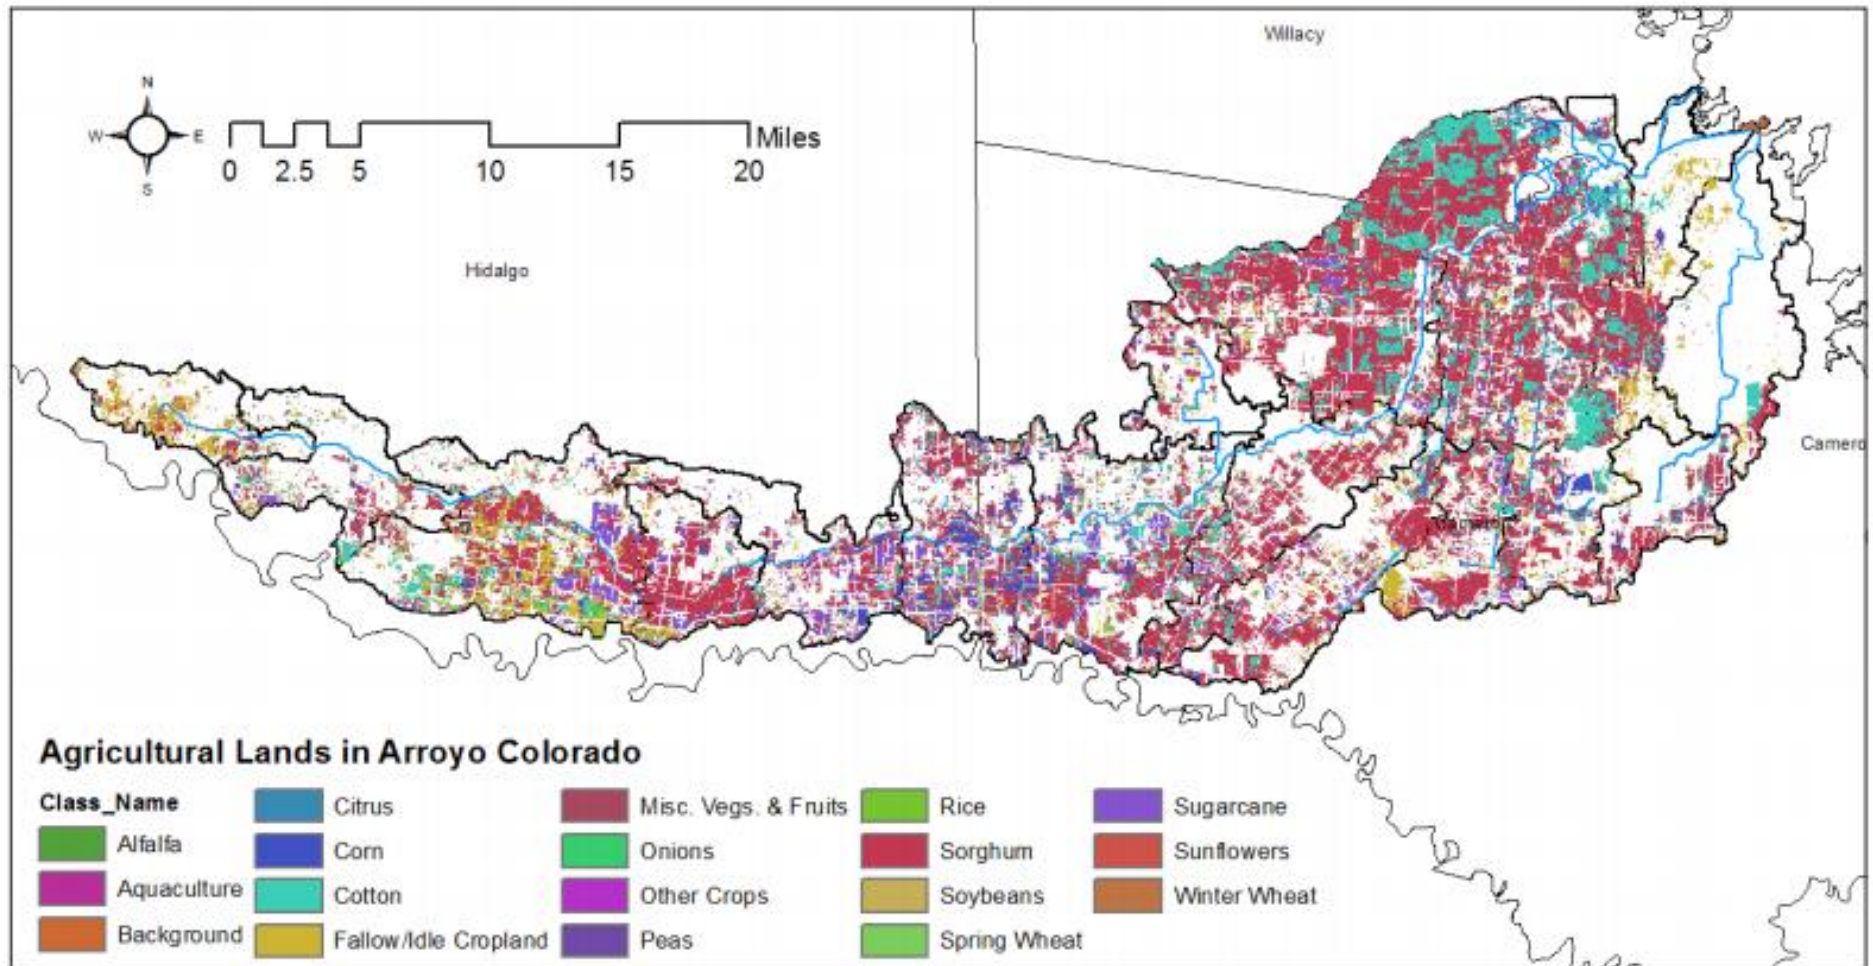 Willacy
N
W E
S
Miles
0 2.5 5 10 15 20
Hidalgo
Camero
Cameron
Agricultural Lands in Arroyo Colorado
Class_Name
Alfalfa
Aquaculture
Background
Citrus
Corn
Cotton
Fallow/Idle Cropland
Misc. Vegs. & Fruits
Onions
Other Crops
Peas
Rice
Sorghum
Soybeans
Spring Wheat
Sugarcane
Sunflowers
Winter Wheat